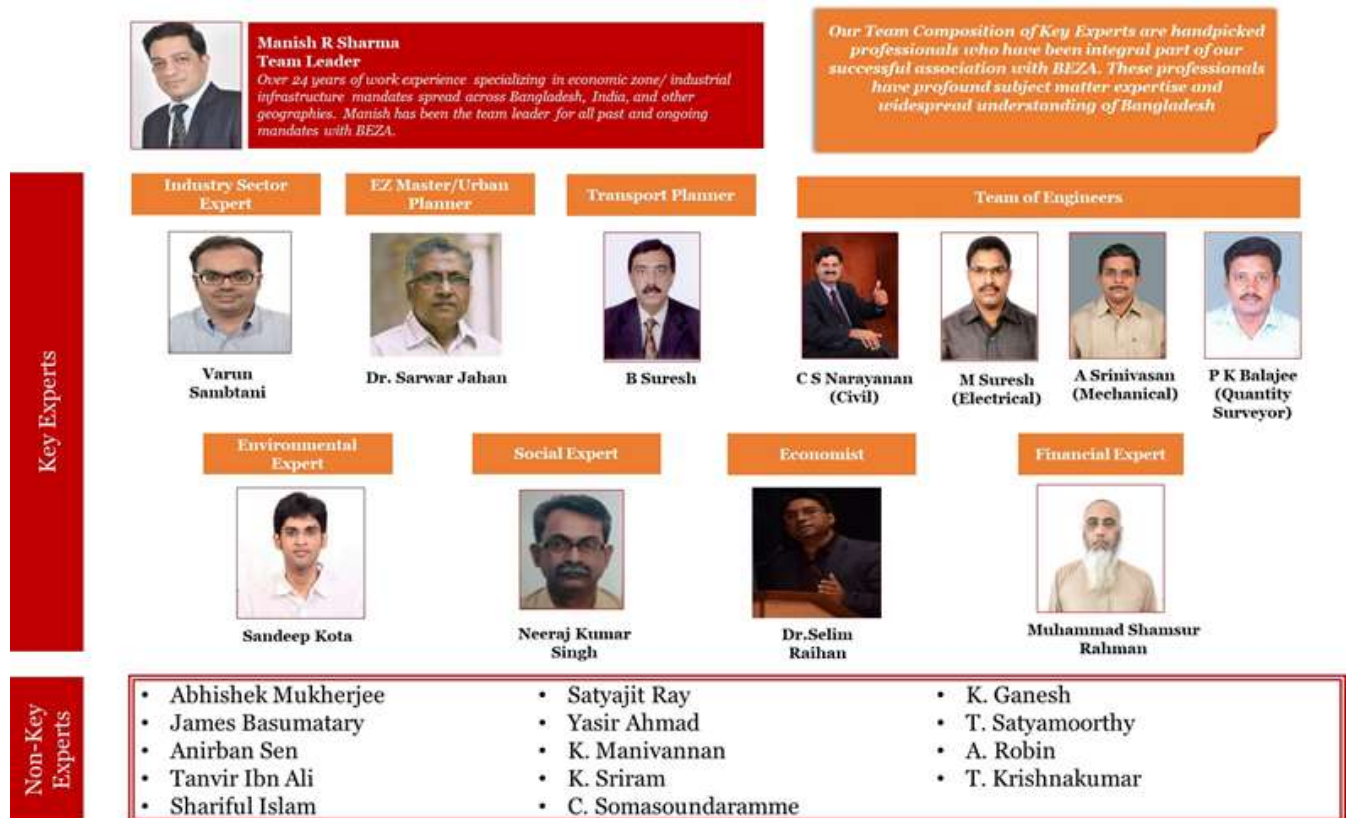 Manish R Sharma
Team Leader
Over 24 years of work experience specializing in economic zone/ industrial
infrastructure mandates spread across Bangladesh, India, and other
geographies. Manish has been the team leader for all past and ongoing
mandates with BEZA.
Our Team Composition of Key Experts are handpicked
professionals who have been integral part of our
successful association with BEZA. These professionals
have profound subject matter expertise and
widespread understanding of Bangladesh
Key Experts
Industry Sector
Expert
EZ Master/Urban
Planner
Transport Planner
Team of Engineers
Varun
Sambtani
Dr. Sarwar Jahan
B Suresh
C S Narayanan
(Civil)
M Suresh
(Electrical)
A Srinivasan
(Mechanical)
P K Balajee
(Quantity
Surveyor)
Environmental
Expert
Social Expert
Economist
Financial Expert
Sandeep Kota
Neeraj Kumar
Singh
Dr.Selim
Raihan
Muhammad Shamsur
Rahman
Non-Key
Experts
• Abhishek Mukherjee
• James Basumatary
• Anirban Sen
• Tanvir Ibn Ali
• Shariful Islam
• Satyajit Ray
• Yasir Ahmad
• K. Manivannan
• K. Sriram
• C. Somasoundaramme
• K. Ganesh
• T. Satyamoorthy
• A. Robin
• T. Krishnakumar